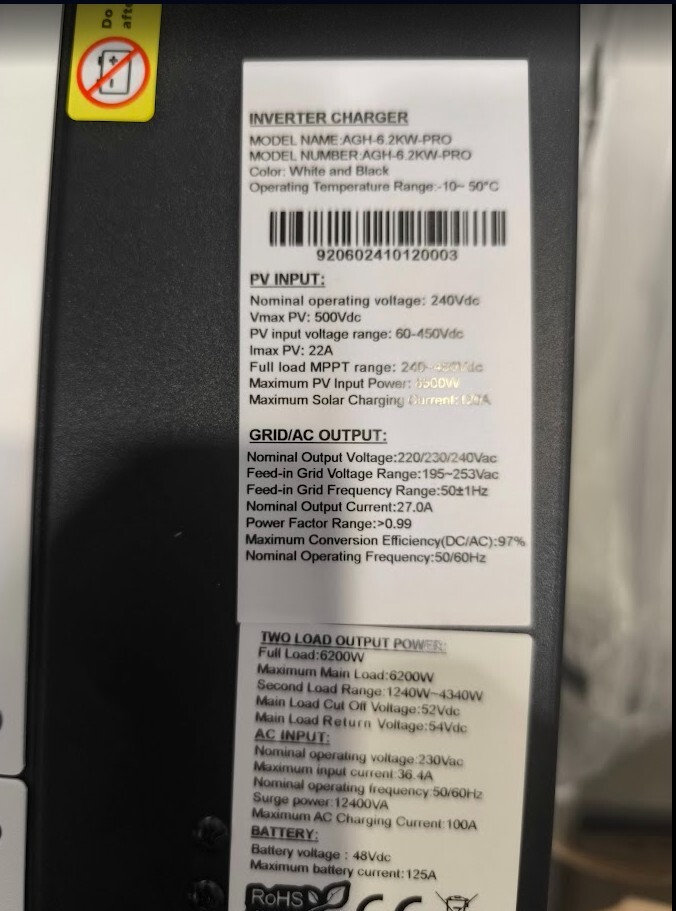 Do
afte
INVERTER CHARGER
MODEL NAME:AGH-6.2KW-PRO
MODEL NUMBER:AGH-6.2KW-PRO
Color: White and Black
Operating Temperature Range:-10~ 50°C
920602410120003
PV INPUT:
Nominal operating voltage: 240Vdc
Vmax PV: 500Vdc
PV input voltage range: 60-450Vdc
Imax PV: 22A
Full load MPPT range:
Maximum PV Input Power: 6500W
Maximum Solar Charging Current:120A
GRID/AC OUTPUT:
Nominal Output Voltage:220/230/240Vac
Feed-in Grid Voltage Range:195~253Vac
Feed-in Grid Frequency Range:50±1Hz
Nominal Output Current:27.0A
Power Factor Range:>0.99
Maximum Conversion Efficiency(DC/AC):97%
Nominal Operating Frequency:50/60Hz
TWO LOAD OUTPUT POWER:
Full Load:6200W
Maximum Main Load:6200W
Second Load Range:1240W~4340W
Main Load Cut Off Voltage:52Vdc
Main Load Return Voltage:54Vdc
AC INPUT:
Nominal operating voltage:230Vac
Maximum input current:36.4A
Nominal operating frequency:50/60Hz
Surge power:12400VA
Maximum AC Charging Current:100A
BATTERY:
Battery voltage : 48Vdc
Maximum battery current:125A
RoHS CE